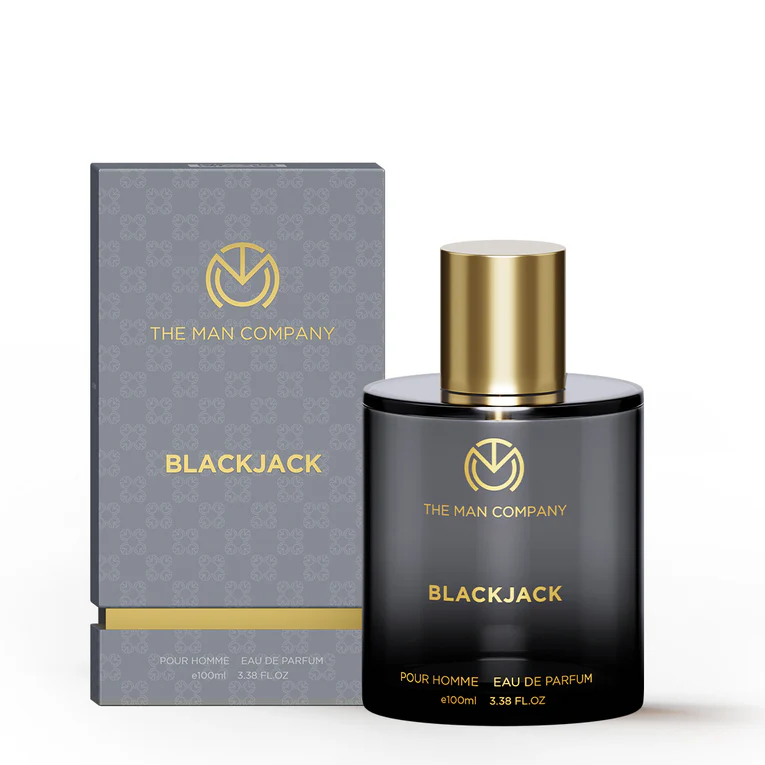 THE MAN COMPANY
BLACKJACK
POUR HOMME EAU DE PARFUM
e100ml 3.38 FL.OZ
THE MAN COMPANY
BLACKJACK
POUR HOMME EAU DE PARFUM
e100ml 3.38 FL.OZ